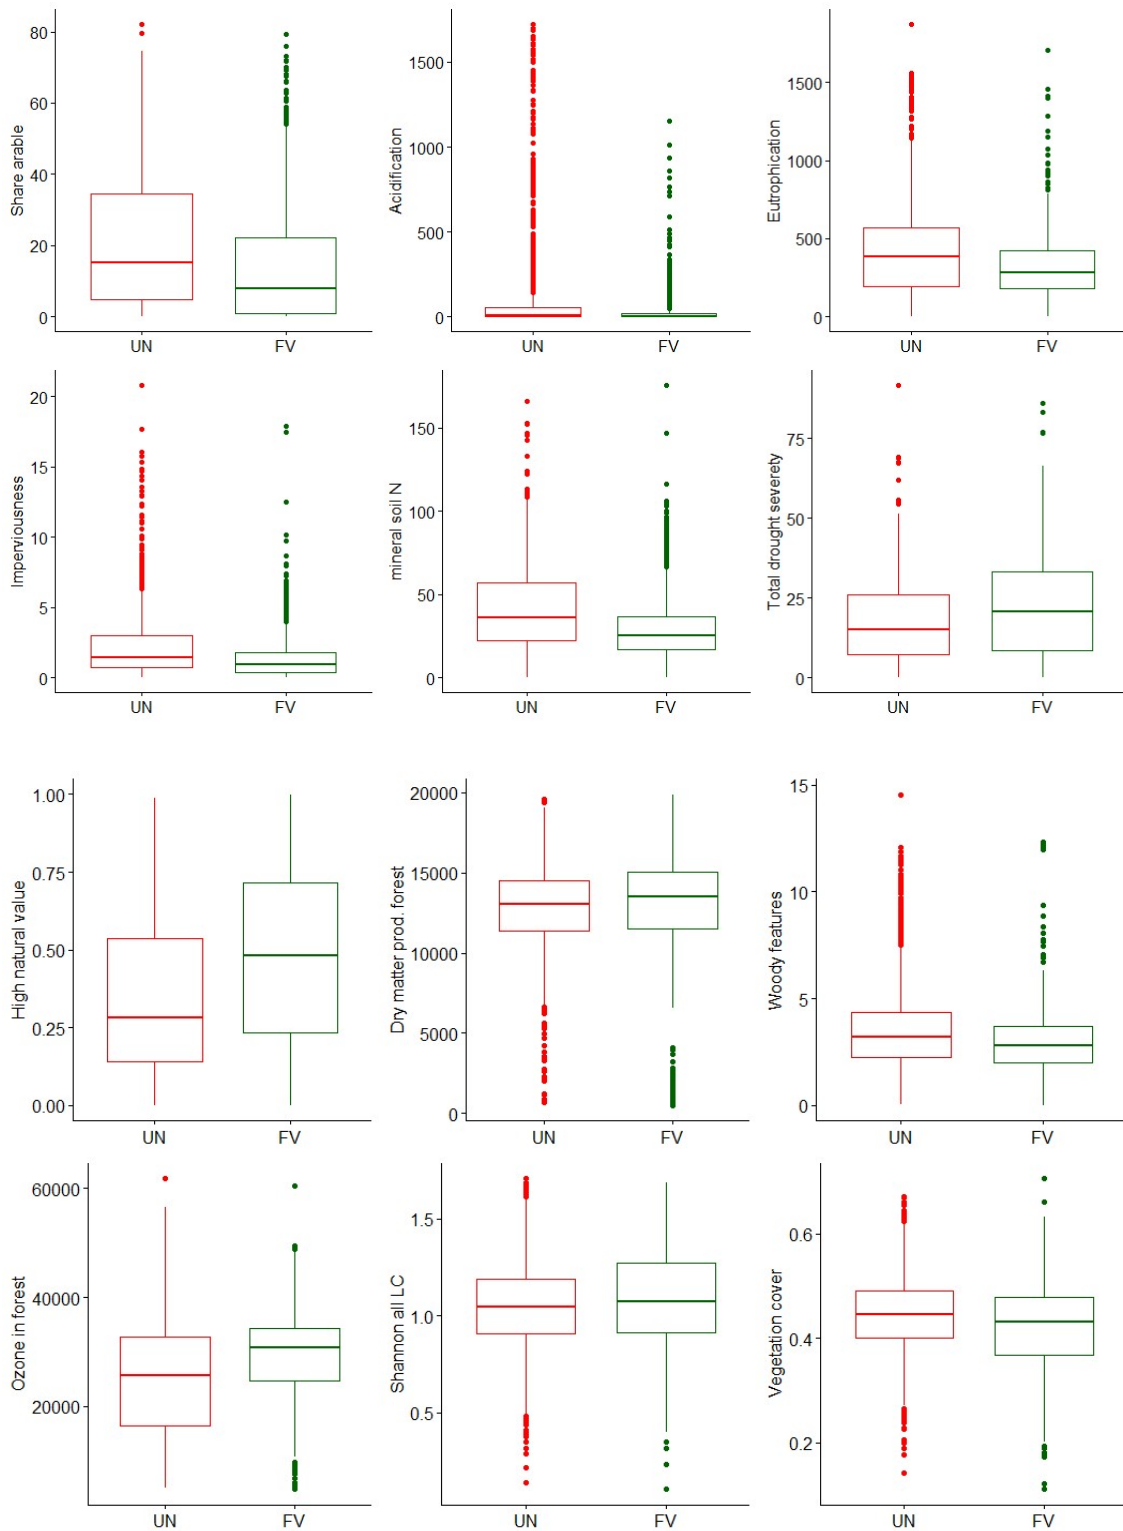 Share arable
80
60
40
20
0
UN FV
Acidification
1500
1000
500
0
UN FV
Eutrophication
1500
1000
500
0
UN FV
Imperviousness
20
15
10
5
0
UN FV
mineral soil N
150
100
50
0
UN FV
Total drought severety
75
50
25
0
UN FV
High natural value
1.00
0.75
0.50
0.25
0.00
UN FV
Dry matter prod. forest
20000
15000
10000
5000
0
UN FV
Woody features
15
10
5
0
UN FV
Ozone in forest
60000
40000
20000
UN FV
Shannon all LC
1.5
1.0
0.5
UN FV
Vegetation cover
0.6
0.4
0.2
UN FV